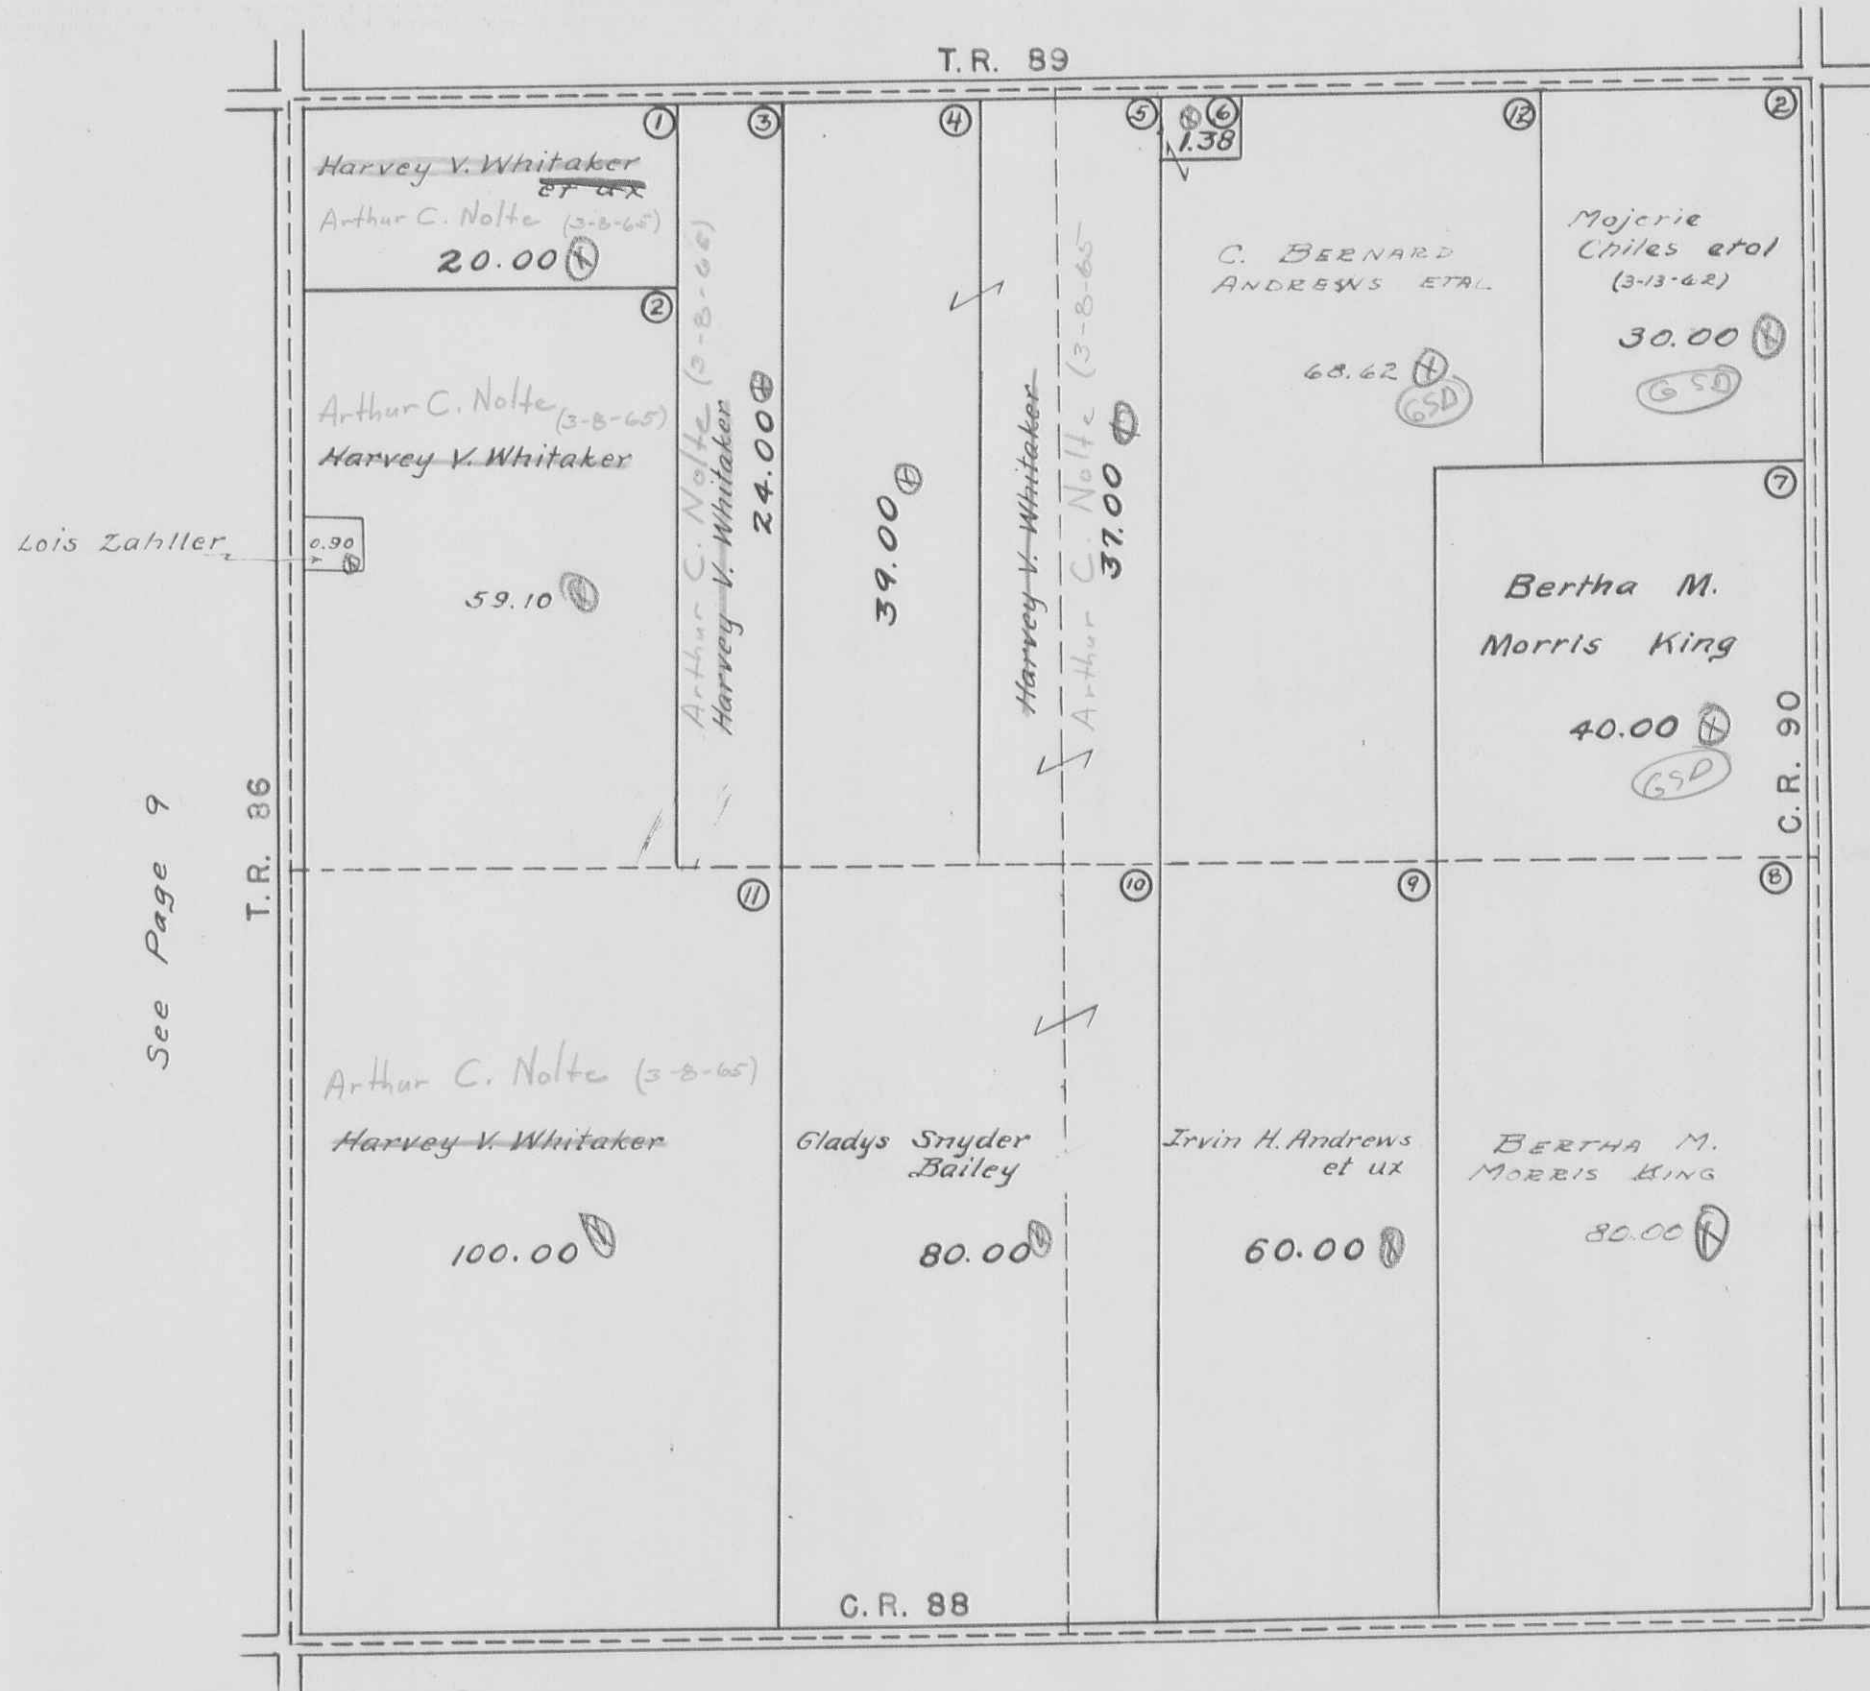 T.R. 89
1
Harvey V. Whitaker
et ux
Arthur C. Nolte (3-8-65)
20.00
2
Arthur C. Nolte (3-8-65)
Harvey V. Whitaker
59.10
Lois Zahller
0.90
3
Arthur C. Nolte (3-8-65)
Harvey V. Whitaker
24.00
4
39.00
5
Harvey V. Whitaker
Arthur C. Nolte (3-8-65
37.00
6
1.38
12
C. BERNARD
ANDREWS ETAL
68.62
GSD
2
Mojerie
Chiles etal
(3-13-62)
30.00
GSD
7
Bertha M.
Morris King
40.00
GSD
C.R. 90
See Page 9
T.R. 86
11
Arthur C. Nolte (3-8-65)
Harvey V. Whitaker
100.00
10
Gladys Snyder
Bailey
80.00
9
Irvin H. Andrews
et ux
60.00
8
BERTHA M.
MORRIS KING
80.00
C.R. 88